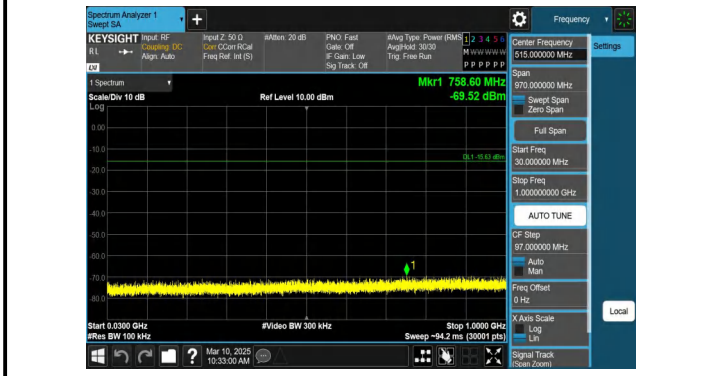 Spectrum Analyzer 1
Swept SA
Frequency
KEYSIGHT
RL
LXI
Input: RF
Coupling: DC
Align: Auto
Input Z: 50 Ω
Corr CCorr RCal
Freq Ref: Int (S)
#Atten: 20 dB
PNO: Fast
Gate: Off
IF Gain: Low
Sig Track: Off
#Avg Type: Power (RMS
Avg|Hold: 30/30
Trig: Free Run
1 2 3 4 5 6
M W W W W W
P P P P P P
1 Spectrum
Scale/Div 10 dB
Ref Level 10.00 dBm
Mkr1 758.60 MHz
-69.52 dBm
Log
0.00
-10.0
-20.0
-30.0
-40.0
-50.0
-60.0
-70.0
-80.0
DL1 -15.63 dBm
1
Start 0.0300 GHz
#Res BW 100 kHz
#Video BW 300 kHz
Stop 1.0000 GHz
Sweep ~94.2 ms (30001 pts)
Mar 10, 2025
10:33:00 AM
Center Frequency
515.000000 MHz
Settings
Span
970.000000 MHz
Swept Span
Zero Span
Full Span
Start Freq
30.000000 MHz
Stop Freq
1.000000000 GHz
AUTO TUNE
CF Step
97.000000 MHz
Auto
Man
Freq Offset
0 Hz
X Axis Scale
Log
Lin
Signal Track
(Span Zoom)
Local